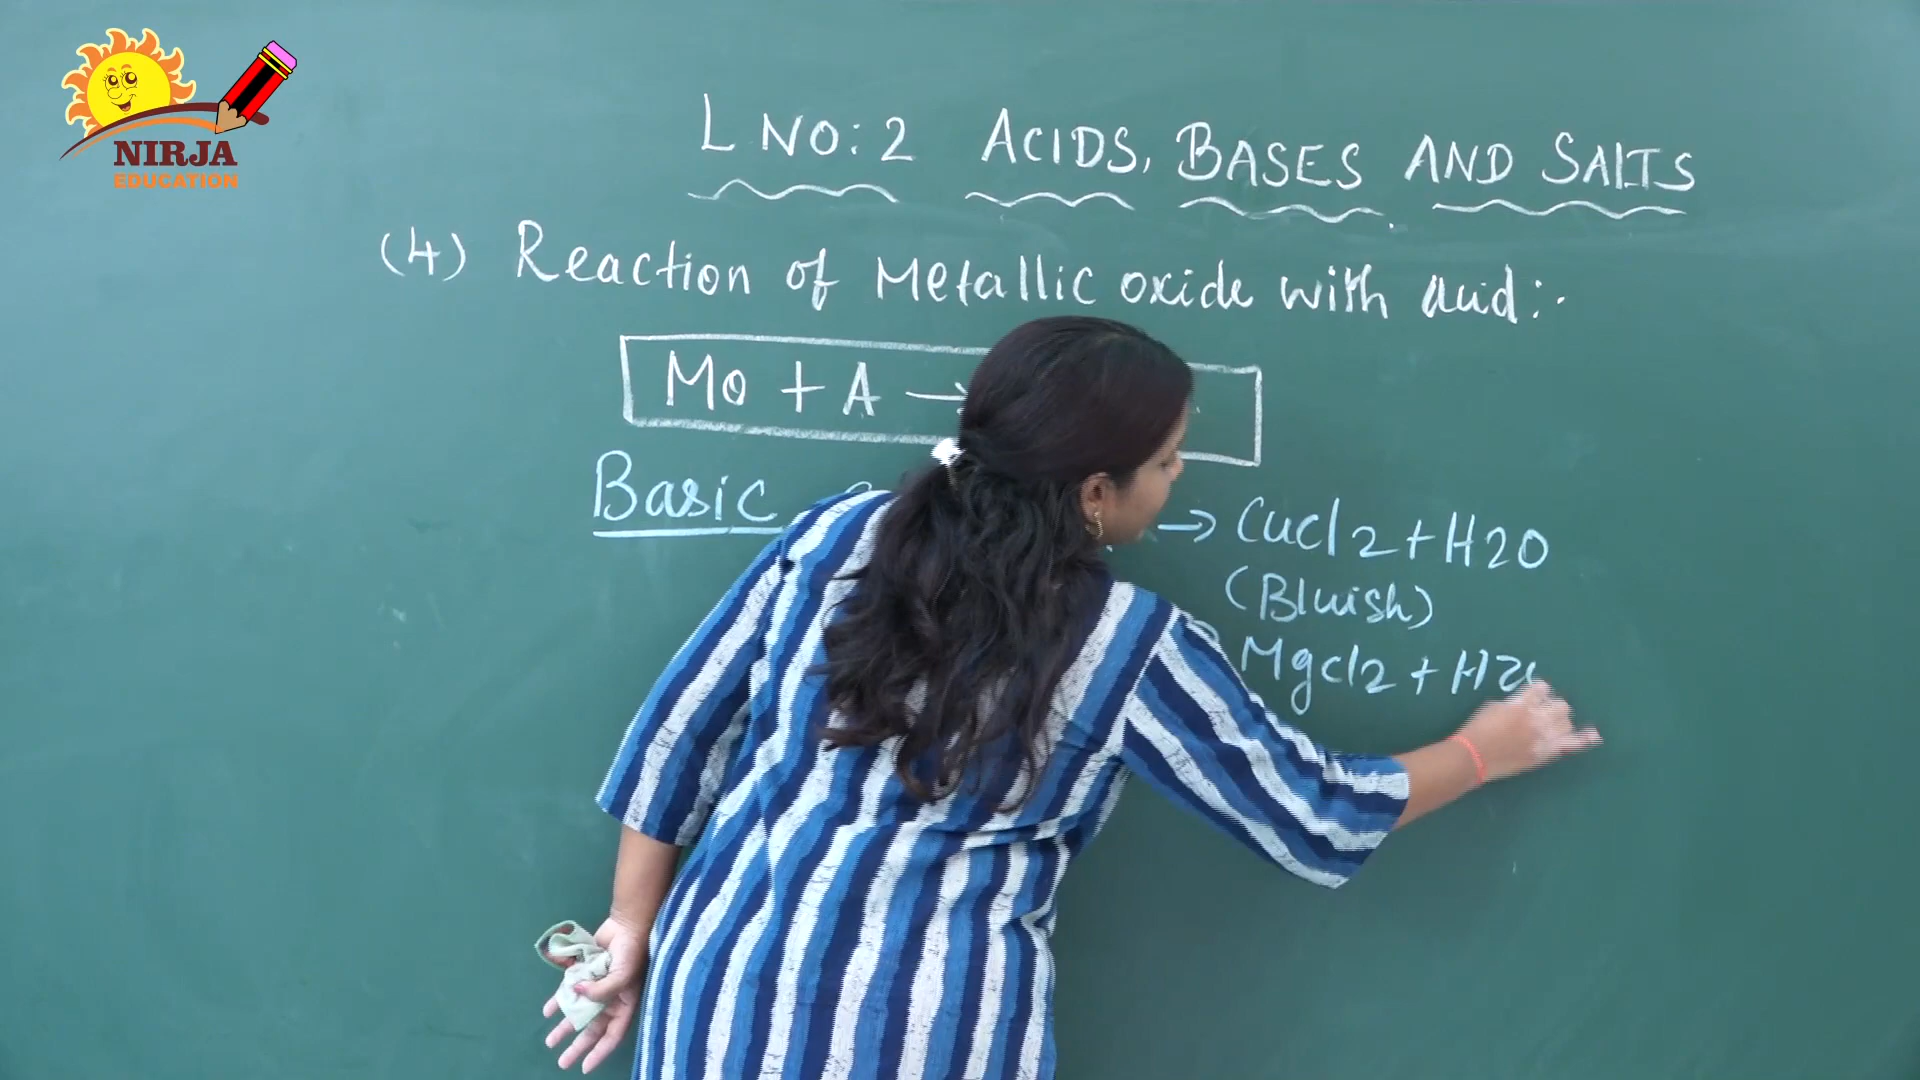 NIRJA
EDUCATION
L NO: 2 ACIDS, BASES AND SALTS
(4) Reaction of Metallic oxide with acid:-
Mo + A →
Basic
→ CuCl2 + H2O
(Bluish)
MgCl2 + H2